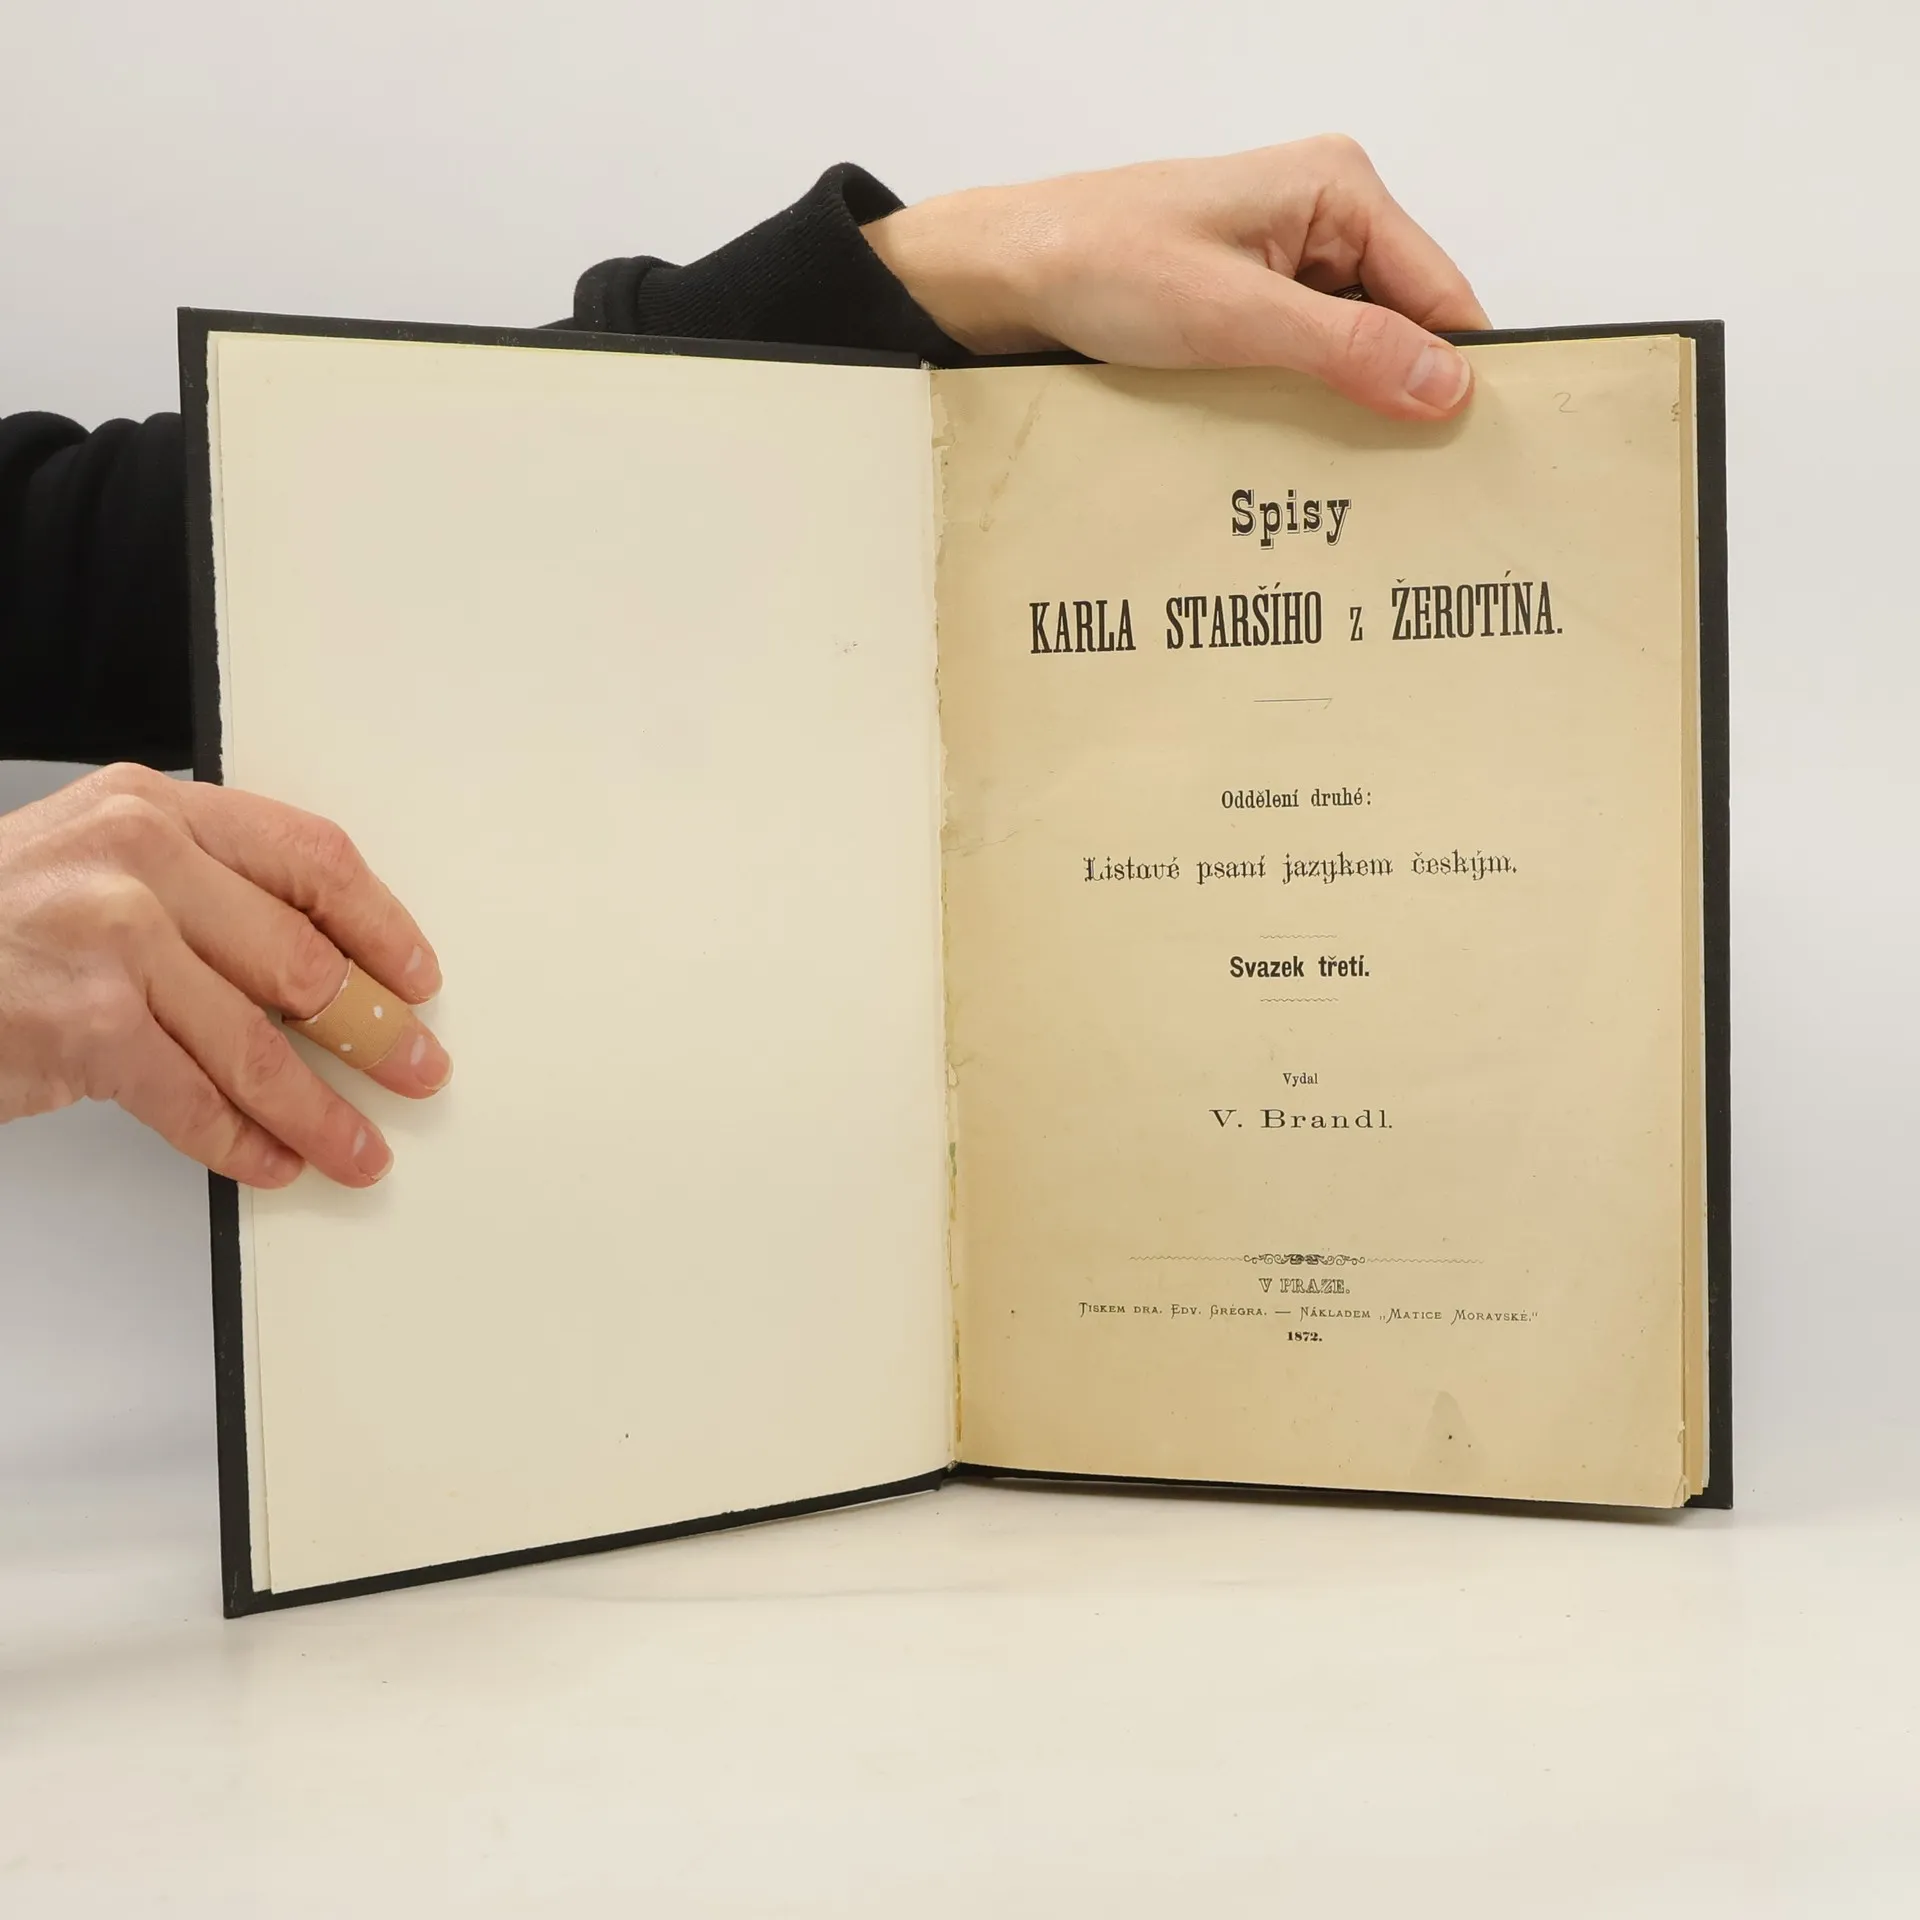 2
Spisy
KARLA STARŠÍHO z ŽEROTÍNA.
Oddělení druhé:
Listové psaní jazykem českým.
Svazek třetí.
Vydal
V. Brandl.
V PRAZE.
TISKEM DRA. EDV. GRÉGRA. — NÁKLADEM „MATICE MORAVSKÉ."
1872.